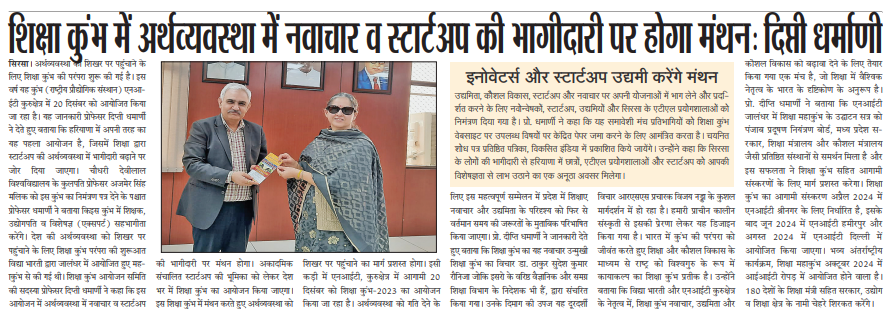 शिक्षा कुंभ में अर्थव्यवस्था में नवाचार व स्टार्टअप की भागीदारी पर होगा मंथन: दिप्ती धर्माणी
सिरसा। अर्थव्यवस्था को शिखर पर पहुंचाने के
लिए शिक्षा कुंभ की परंपरा शुरू की गई है। इस
वर्ष यह कुंभ (राष्ट्रीय प्रौद्योगिक संस्थान) एनआ-
ईटी कुरुक्षेत्र में 20 दिसंबर को आयोजित किया
जा रहा है। यह जानकारी प्रोफेसर दिप्ती धमार्णी ने
देते हुए बताया कि हरियाणा में अपनी तरह का
यह पहला आयोजन है, जिसमें शिक्षा द्वारा
स्टार्टअप की अर्थव्यवस्था में भागीदारी बढ़ाने पर
जोर दिया जाएगा। चौधरी देवीलाल
विश्वविद्यालय के कुलपति प्रोफेसर अजमेर सिंह
मलिक को इस कुंभ का निमंत्रण पत्र देने के पश्चात
प्रोफेसर धमार्णी ने बताया किइस कुंभ में शिक्षक,
उद्योगपति व विशेषज्ञ (एक्सपर्ट) सहभागीता
करेंगे। देश की अर्थव्यवस्था को शिखर पर
पहुंचाने के लिए शिक्षा कुंभ परंपरा की शुरूआत
विद्या भारती द्वारा जालंधर में आयोजित हुए महा-
कुंभ से की गई थी। शिक्षा कुंभ आयोजन समिति
की सदस्या प्रोफेसर दिप्ती धमार्णी ने कहा कि इस
आयोजन में अर्थव्यवस्था में नवाचार व स्टार्टअप
की भागीदारी पर मंथन होगा। अकादमिक
संचालित स्टार्टअप की भूमिका को लेकर देश
भर में शिक्षा कुंभ का आयोजन किया जाएगा।
इस शिक्षा कुंभ में मंथन करते हुए अर्थव्यवस्था को
शिखर पर पहुंचाने का मार्ग प्रशस्त होगा। इसी
कड़ी में एनआईटी, कुरुक्षेत्र में आगामी 20
दिसंबर को शिक्षा कुंभ-2023 का आयोजन
किया जा रहा है। अर्थव्यवस्था को गति देने के
इनोवेटर्स और स्टार्टअप उद्यमी करेंगे मंथन
उद्यमिता, कौशल विकास, स्टार्टअप और नवाचार पर अपनी योजनाओं में भाग लेने और प्रदर्-
शित करने के लिए नवोन्वेषकों, स्टार्टअप, उद्यमियों और सिरसा के एटीएल प्रयोगशालाओं को
निमंत्रण दिया गया है। प्रो. धमार्णी ने कहा कि यह समावेशी मंच प्रतिभागियों को शिक्षा कुंभ
वेबसाइट पर उपलब्ध विषयों पर केंद्रित पेपर जमा करने के लिए आमंत्रित करता है। चयनित
शोध पत्र प्रतिष्ठित पत्रिका, विकसित इंडिया में प्रकाशित किये जायेंगे। उन्होंने कहा कि सिरसा
के लोगों की भागीदारी से हरियाणा में छात्रों, एटीएल प्रयोगशालाओं और स्टार्टअप को आपकी
विशेषज्ञता से लाभ उठाने का एक अनूठा अवसर मिलेगा।
लिए इस महत्वपूर्ण सम्मेलन में प्रदेश में शिक्षाए
नवाचार और उद्यमिता के परिदृश्य को फिर से
वर्तमान समय की जरूरतों के मुताबिक परिभाषित
किया जाएगा। प्रो. दीप्ति धमार्णी ने जानकारी देते
हुए बताया कि शिक्षा कुंभ का यह नवाचार उन्मुखी
शिक्षा कुंभ का विचार डा. ठाकुर सुदेश कुमार
रौनिजा जोकि इसरो के वरिष्ठ वैज्ञानिक और समग्र
शिक्षा विभाग के निदेशक भी हैं, द्वारा संचरित
किया गया। उनके दिमाग की उपज यह दूरदर्शी
विचार आरएसएस प्रचारक विजय नड्डा के कुशल
मार्गदर्शन में हो रहा है। हमारी प्राचीन कालीन
संस्कृती से इसकी प्रेरणा लेकर यह डिजाइन
किया गया है। भारत में कुंभ की परंपरा को
जीवंत करते हुए शिक्षा और कौशल विकास के
माध्यम से राष्ट्र को विश्वगुरु के रूप में
कायाकल्प का शिक्षा कुंभ प्रतीक है। उन्होंने
बताया कि विद्या भारती और एनआईटी कुरुक्षेत्र
के नेतृत्व में, शिक्षा कुंभ नवाचार, उद्यमिता और
कौशल विकास को बढ़ावा देने के लिए तैयार
किया गया एक मंच है, जो शिक्षा में वैश्विक
नेतृत्व के भारत के दृष्टिकोण के अनुरूप है।
प्रो. दीप्ति धमार्णी ने बताया कि एनआईटी
जालंधर में शिक्षा महाकुंभ के उद्घाटन सत्र को
पंजाब प्रदूषण नियंत्रण बोर्ड, मध्य प्रदेश स-
रकार, शिक्षा मंत्रालय और कौशल मंत्रालय
जैसी प्रतिष्ठित संस्थानों से समर्थन मिला है और
इस सफलता ने शिक्षा कुंभ सहित आगामी
संस्करणों के लिए मार्ग प्रशस्त करेगा। शिक्षा
कुंभ का आगामी संस्करण अप्रैल 2024 में
एनआईटी श्रीनगर के लिए निर्धारित है, इसके
बाद जून 2024 में एनआईटी हमीरपुर और
अगस्त 2024 में एनआईटी दिल्ली में
आयोजित किया जाएगा। भव्य अंतर्राष्ट्रीय
कार्यक्रम, शिक्षा महाकुंभ अक्टूबर 2024 में
आईआईटी रोपड़ में आयोजित होने वाला है।
180 देशों के शिक्षा मंत्री सहित सरकार, उद्योग
व शिक्षा क्षेत्र के नामी चेहरे शिरकत करेंगे।